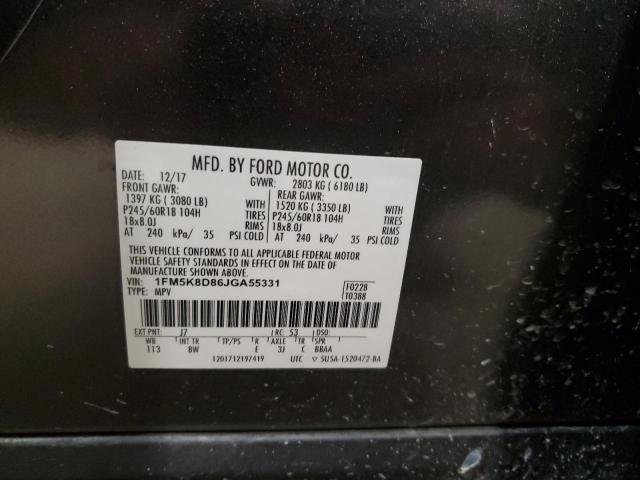 MFD. BY FORD MOTOR CO.
DATE: 12/17 GVWR: 2803 KG ( 6180 LB)
FRONT GAWR: REAR GAWR:
1397 KG ( 3080 LB) WITH 1520 KG ( 3350 LB) WITH
P245/60R18 104H TIRES P245/60R18 104H TIRES
18x8.0J RIMS 18x8.0J RIMS
AT 240 kPa/ 35 PSI COLD AT 240 kPa/ 35 PSI COLD
THIS VEHICLE CONFORMS TO ALL APPLICABLE FEDERAL MOTOR
VEHICLE SAFETY STANDARDS IN EFFECT ON THE DATE OF
MANUFACTURE SHOWN ABOVE.
VIN: 1FM5K8D86JGA55331 F0228
TYPE: MPV T0388
EXT PNT: J7 RC: 53 DSO:
WB INT TR TP/PS R AXLE TR SPR
113 8W E 3J C BBAA
1201712197419 UTC ▽ 5U5A-1520472-BA